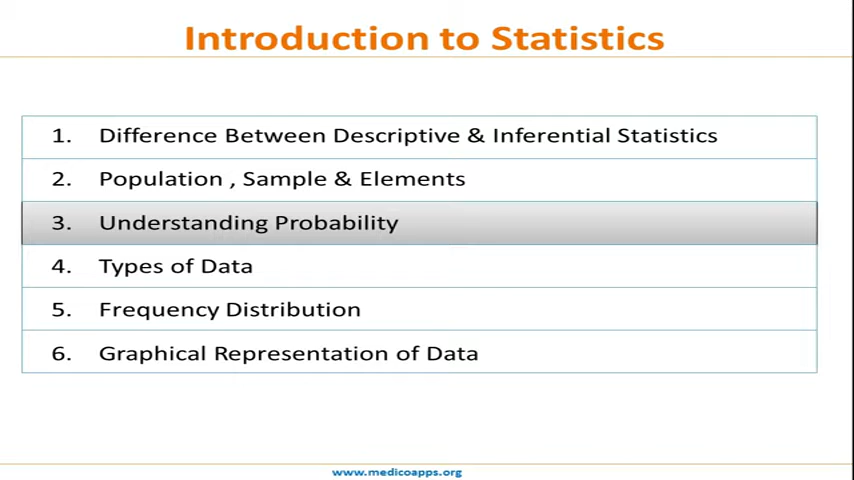 Introduction to Statistics
1. Difference Between Descriptive & Inferential Statistics
2. Population , Sample & Elements
3. Understanding Probability
4. Types of Data
5. Frequency Distribution
6. Graphical Representation of Data
www.medicoapps.org